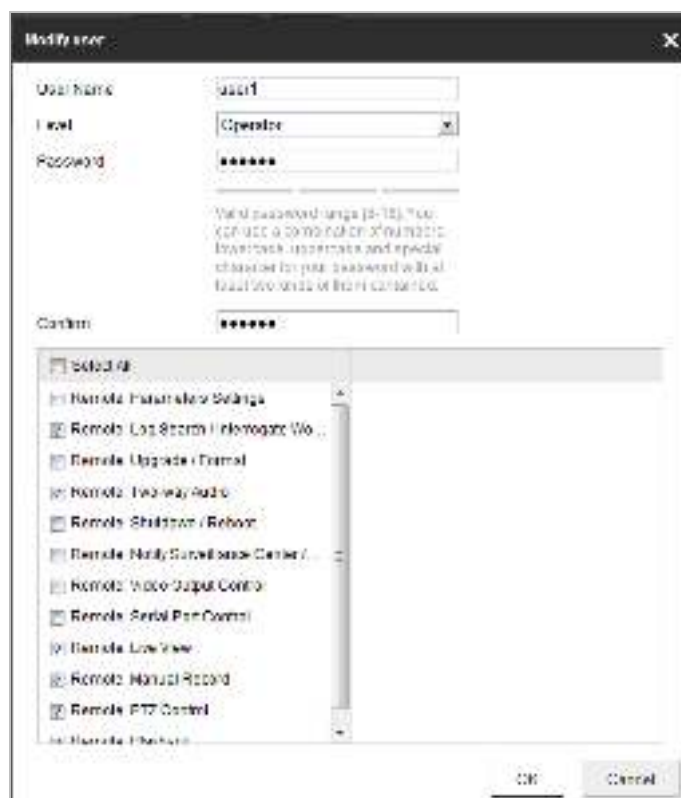 Modify user
User Name
user1
Level
Operator
Password
••••••
Valid password range [8-16]. You
can use a combination of numbers,
lowercase, uppercase and special
character for your password with at
least two kinds of them contained.
Confirm
••••••
Select All
Remote: Parameters Settings
Remote: Log Search / Interrogate Wo...
Remote: Upgrade / Format
Remote: Two-way Audio
Remote: Shutdown / Reboot
Remote: Notify Surveillance Center / ...
Remote: Video Output Control
Remote: Serial Port Control
Remote: Live View
Remote: Manual Record
Remote: PTZ Control
Remote: Playback
OK
Cancel